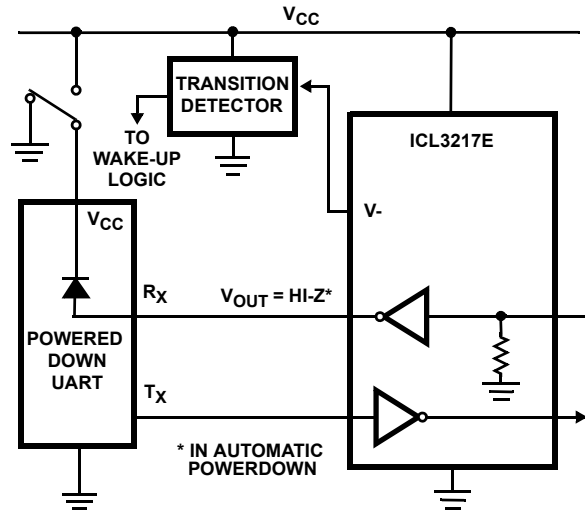 VCC
TRANSITION
DETECTOR
TO
WAKE-UP
LOGIC
ICL3217E
V-
VCC
RX
VOUT = HI-Z*
POWERED
DOWN
UART
TX
* IN AUTOMATIC
POWERDOWN